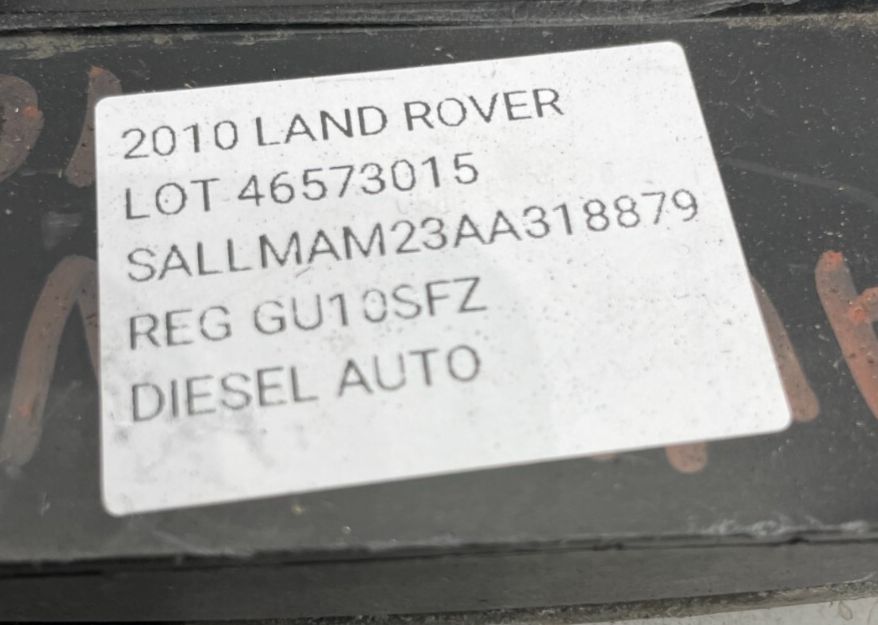 2010 LAND ROVER
LOT 46573015
SALLMAM23AA318879
REG GU10SFZ
DIESEL AUTO